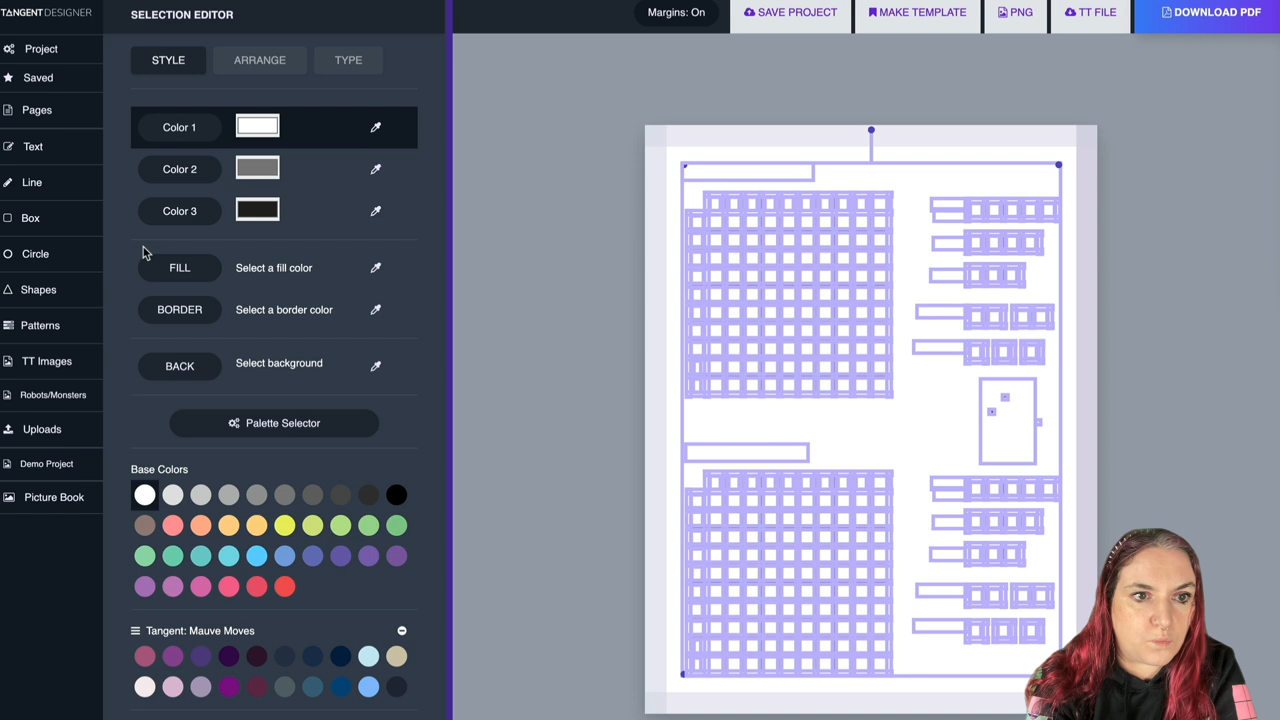 TANGENT DESIGNER
SELECTION EDITOR
Margins: On
SAVE PROJECT
MAKE TEMPLATE
PNG
TT FILE
DOWNLOAD PDF
Project
Saved
Pages
Text
Line
Box
Circle
Shapes
Patterns
TT Images
Robots/Monsters
Uploads
Demo Project
Picture Book
STYLE
ARRANGE
TYPE
Color 1
Color 2
Color 3
FILL
Select a fill color
BORDER
Select a border color
BACK
Select background
Palette Selector
Base Colors
Tangent: Mauve Moves